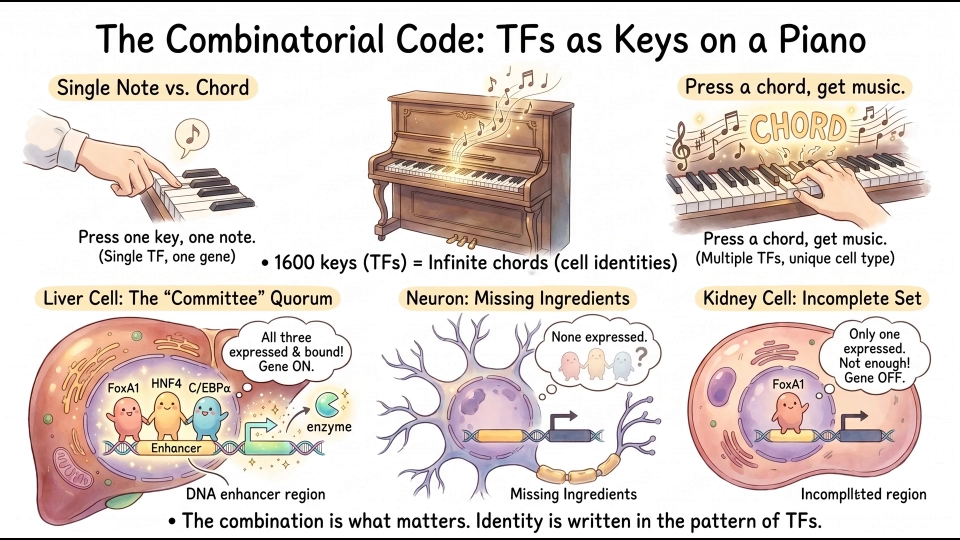 The Combinatorial Code: TFs as Keys on a Piano
Single Note vs. Chord
Press a chord, get music.
CHORD
Press one key, one note.
(Single TF, one gene)
Press a chord, get music.
(Multiple TFs, unique cell type)
• 1600 keys (TFs) = Infinite chords (cell identities)
Liver Cell: The “Committee” Quorum
All three
expressed & bound!
Gene ON.
FoxA1 HNF4 C/EBPα
Enhancer
enzyme
DNA enhancer region
Neuron: Missing Ingredients
None expressed.
?
Missing Ingredients
Kidney Cell: Incomplete Set
Only one
expressed.
Not enough!
Gene OFF.
FoxA1
Incomplleted region
• The combination is what matters. Identity is written in the pattern of TFs.